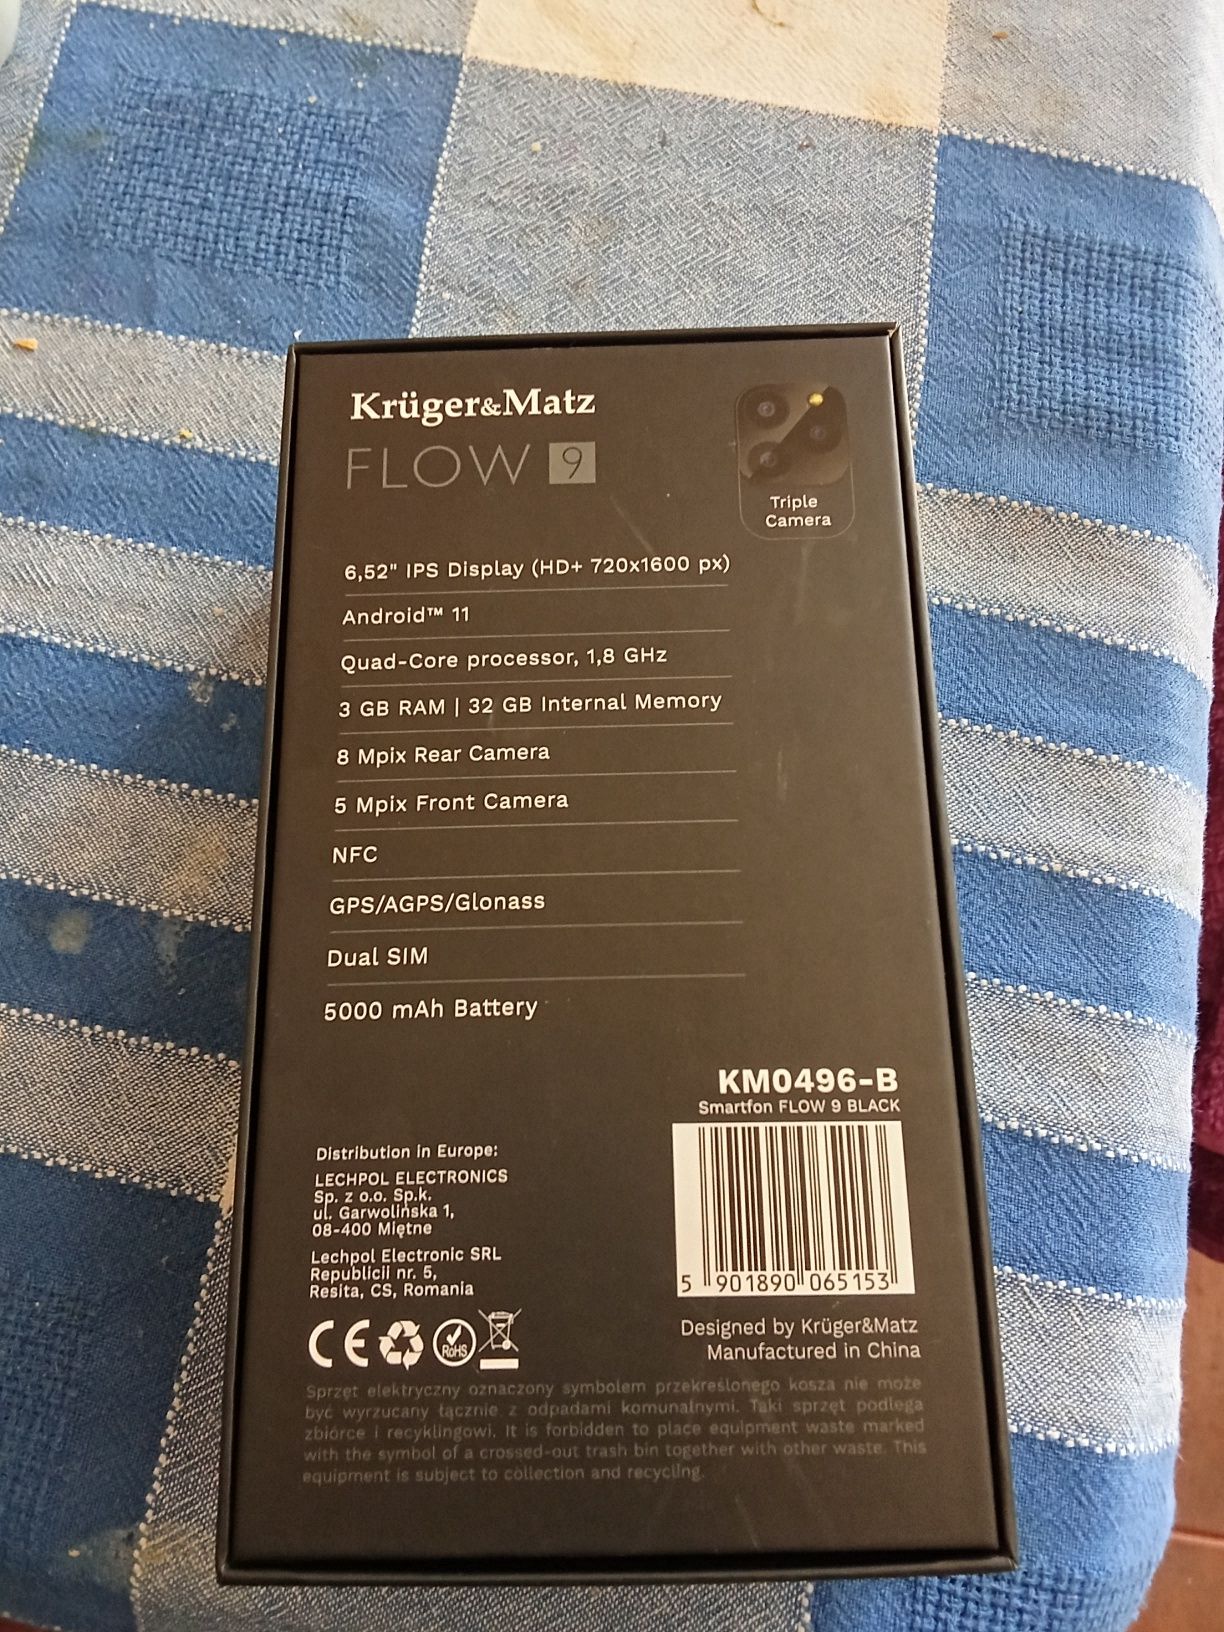 Krüger&Matz
FLOW 9
Triple
Camera
6,52" IPS Display (HD+ 720x1600 px)
Android™ 11
Quad-Core processor, 1,8 GHz
3 GB RAM | 32 GB Internal Memory
8 Mpix Rear Camera
5 Mpix Front Camera
NFC
GPS/AGPS/Glonass
Dual SIM
5000 mAh Battery
KM0496-B
Smartfon FLOW 9 BLACK
5 901890 065153
Distribution in Europe:
LECHPOL ELECTRONICS
Sp. z o.o. Sp.k.
ul. Garwolińska 1,
08-400 Miętne
Lechpol Electronic SRL
Republicii nr. 5,
Resita, CS, Romania
CE RoHS
Designed by Krüger&Matz
Manufactured in China
Sprzęt elektryczny oznaczony symbolem przekreślonego kosza nie może
być wyrzucany łącznie z odpadami komunalnymi. Taki sprzęt podlega
zbiórce i recyklingowi. It is forbidden to place equipment waste marked
with the symbol of a crossed-out trash bin together with other waste. This
equipment is subject to collection and recycling.